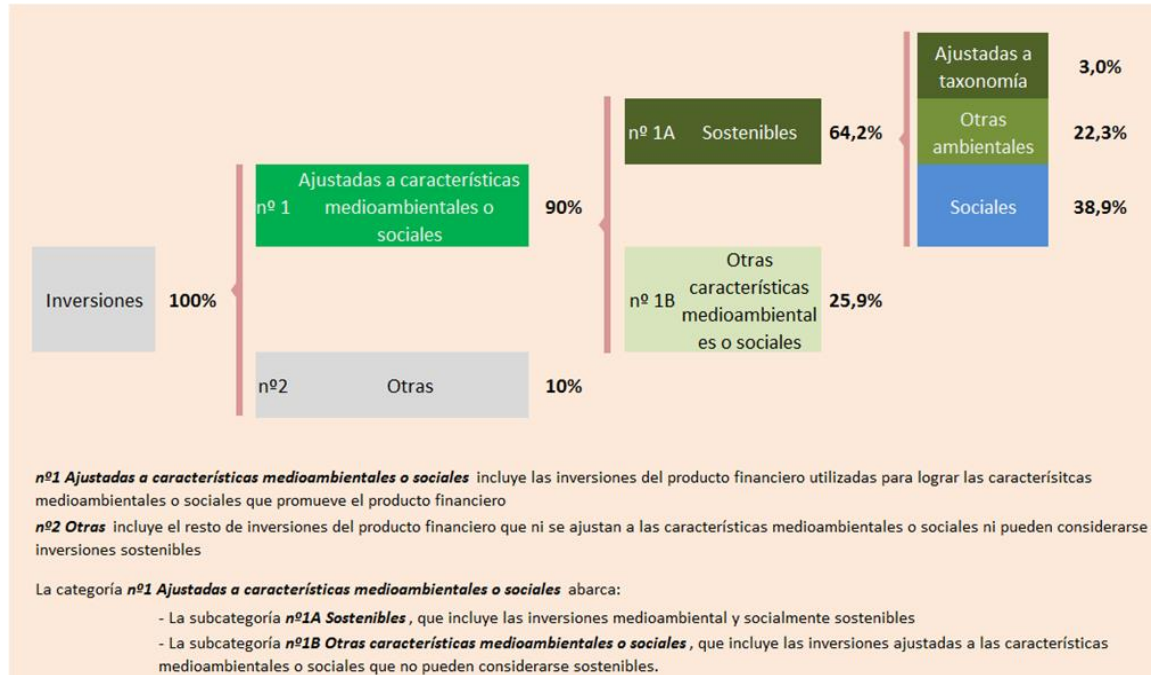 Ajustadas a
taxonomía
3,0%
nº 1A Sostenibles 64,2%
Otras
ambientales
22,3%
Ajustadas a características
nº 1 medioambientales o 90%
sociales
Sociales 38,9%
Inversiones 100%
Otras
características
nº 1B medioambiental 25,9%
es o sociales
nº2 Otras 10%
nº1 Ajustadas a características medioambientales o sociales incluye las inversiones del producto financiero utilizadas para lograr las caracterísitcas
medioambientales o sociales que promueve el producto financiero
nº2 Otras incluye el resto de inversiones del producto financiero que ni se ajustan a las características medioambientales o sociales ni pueden considerarse
inversiones sostenibles
La categoría nº1 Ajustadas a características medioambientales o sociales abarca:
- La subcategoría nº1A Sostenibles, que incluye las inversiones medioambiental y socialmente sostenibles
- La subcategoría nº1B Otras características medioambientales o sociales, que incluye las inversiones ajustadas a las características
medioambientales o sociales que no pueden considerarse sostenibles.